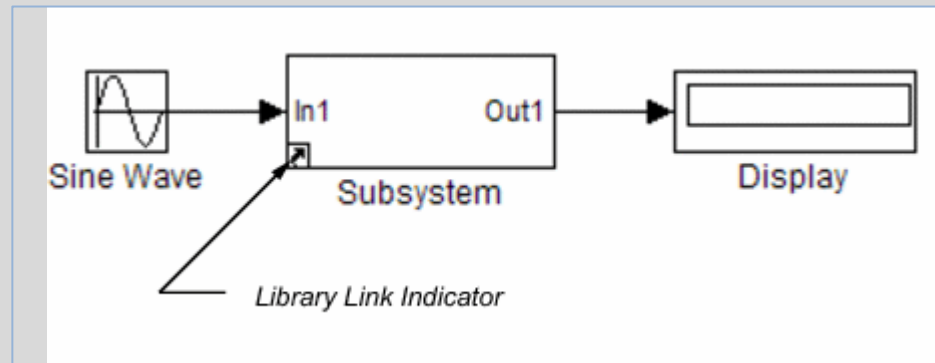 In1
Out1
Sine Wave
Subsystem
Display
Library Link Indicator